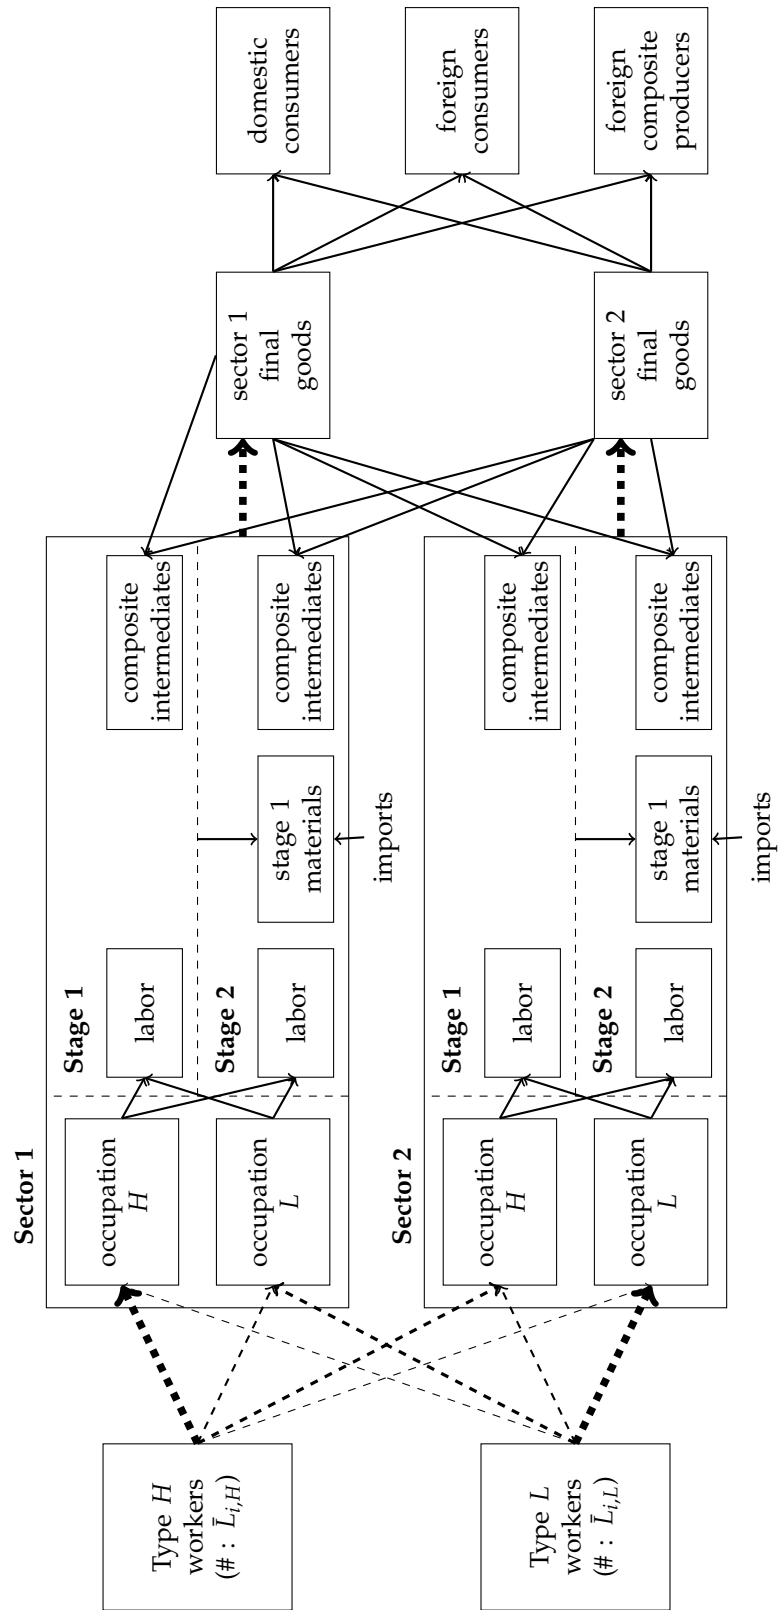 Type H
workers
(# : L̄i,H)
Type L
workers
(# : L̄i,L)
Sector 1
occupation
H
occupation
L
Stage 1
labor
Stage 2
labor
stage 1
materials
imports
composite
intermediates
composite
intermediates
Sector 2
occupation
H
occupation
L
Stage 1
labor
Stage 2
labor
stage 1
materials
imports
composite
intermediates
composite
intermediates
sector 1
final
goods
sector 2
final
goods
domestic
consumers
foreign
consumers
foreign
composite
producers